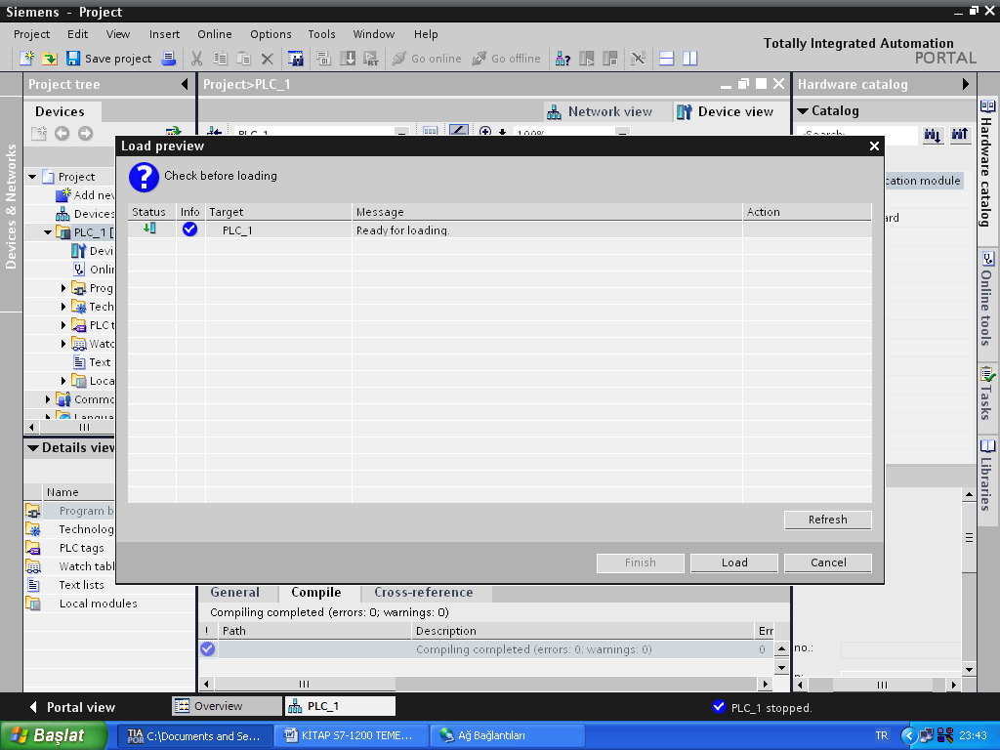 Siemens - Project
Project Edit View Insert Online Options Tools Window Help
Totally Integrated Automation
PORTAL
Save project
Go online
Go offline
Project tree
Project>PLC_1
Hardware catalog
Devices
Network view
Device view
Catalog
100%
Load preview
Check before loading
Status Info Target Message Action
PLC_1 Ready for loading.
Refresh
Finish Load Cancel
Devices & Networks
Project
Add new
Devices
PLC_1 [
Devi
Onlin
Prog
Tech
PLC t
Watc
Text
Loca
Commo
Langua
Details view
Name
Program b
Technolog
PLC tags
Watch tabl
Text lists
Local modules
cation module
ard
Hardware catalog
Online tools
Tasks
Libraries
General Compile Cross-reference
Compiling completed (errors: 0; warnings: 0)
! Path Description Err
Compiling completed (errors: 0; warnings: 0) 0
no.:
Portal view
Overview
PLC_1
PLC_1 stopped.
Başlat
TIA POR
C:\Documents and Se...
KİTAP S7-1200 TEME...
Ağ Bağlantıları
TR
23:43